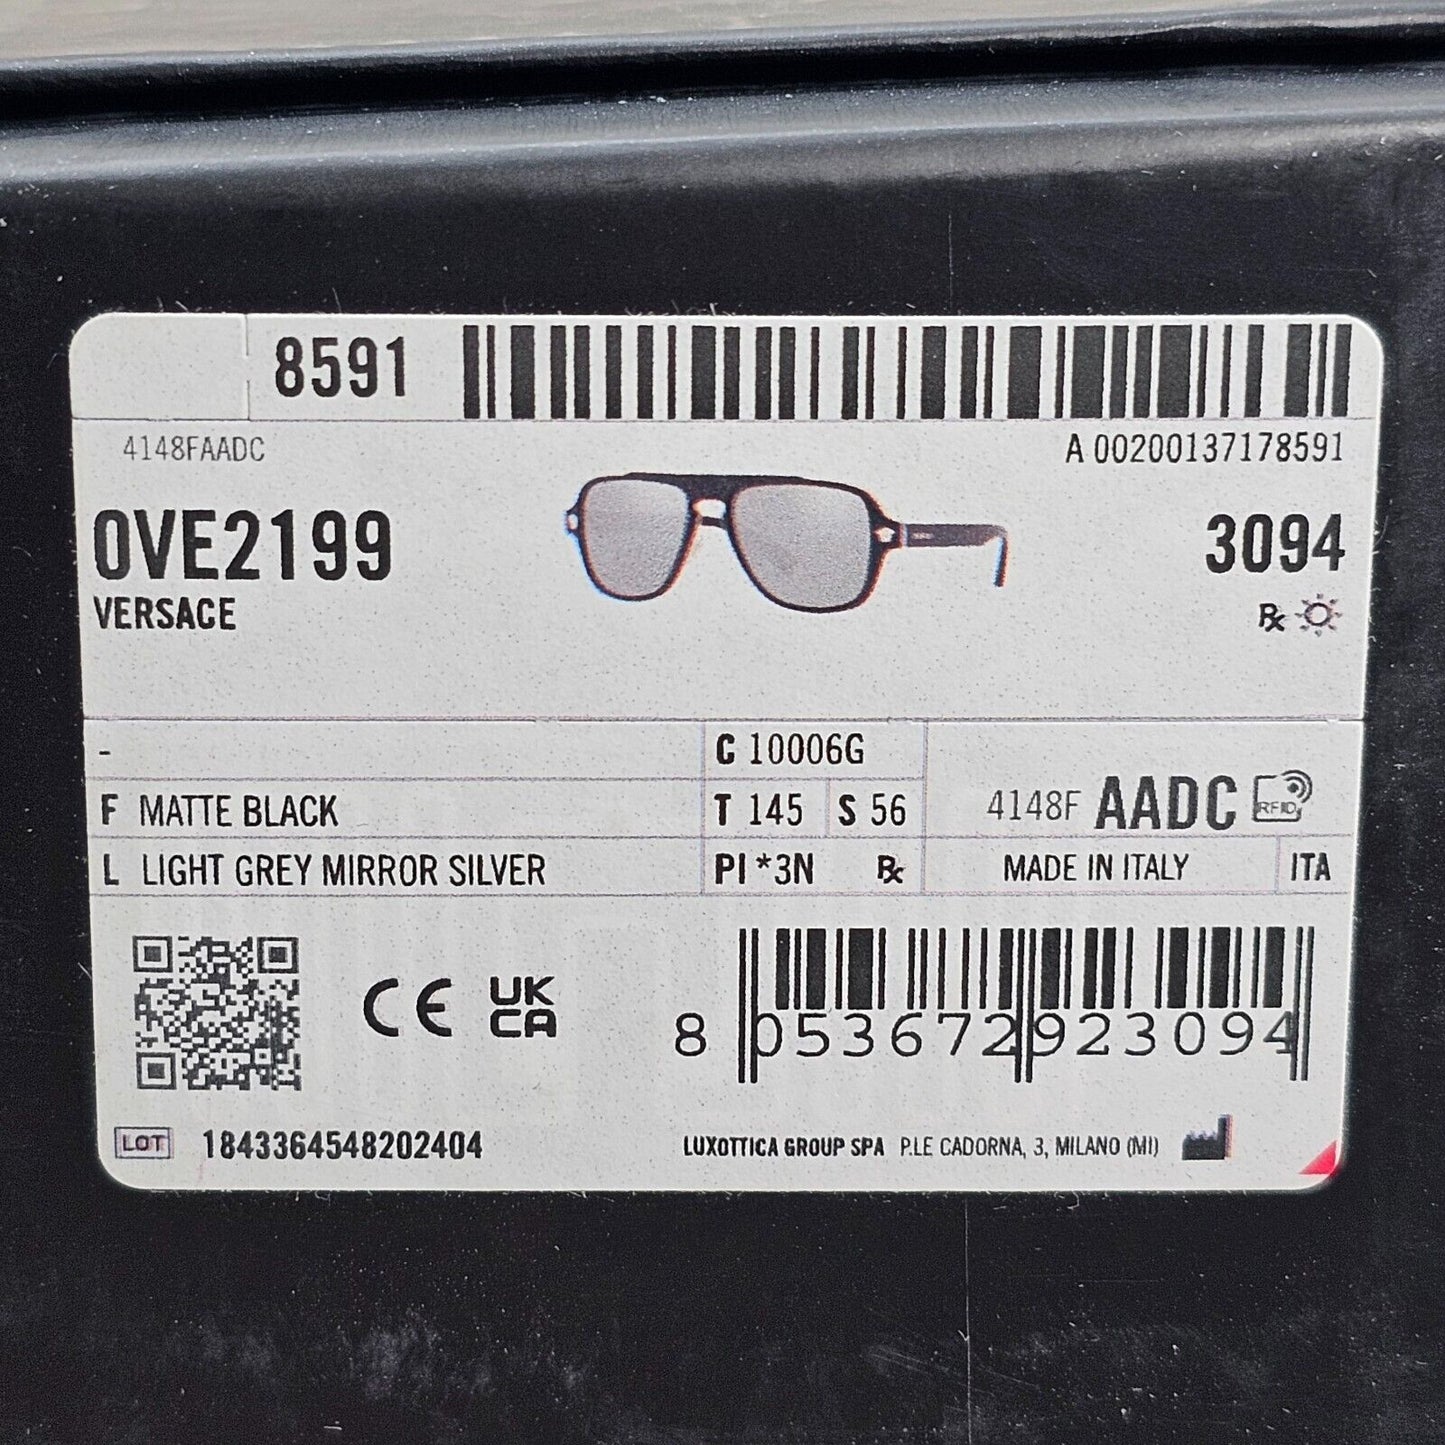 8591
4148FAADC
A 00200137178591
0VE2199
3094
VERSACE
Rx
-
C 10006G
F MATTE BLACK
T 145 S 56
4148F AADC RFID
L LIGHT GREY MIRROR SILVER
PI *3N Rx
MADE IN ITALY ITA
CE UK CA
8 053672 923094
LOT 1843364548202404
LUXOTTICA GROUP SPA P.LE CADORNA, 3, MILANO (MI)